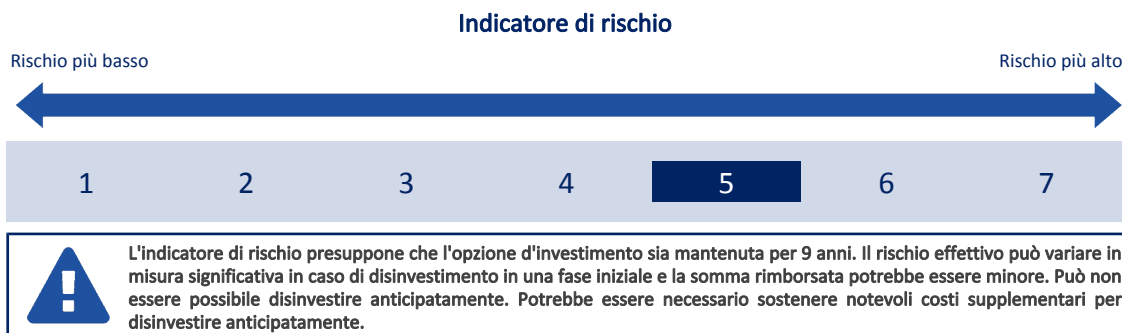 Indicatore di rischio
Rischio più basso
Rischio più alto
1 2 3 4 5 6 7
L'indicatore di rischio presuppone che l'opzione d'investimento sia mantenuta per 9 anni. Il rischio effettivo può variare in
misura significativa in caso di disinvestimento in una fase iniziale e la somma rimborsata potrebbe essere minore. Può non
essere possibile disinvestire anticipatamente. Potrebbe essere necessario sostenere notevoli costi supplementari per
disinvestire anticipatamente.